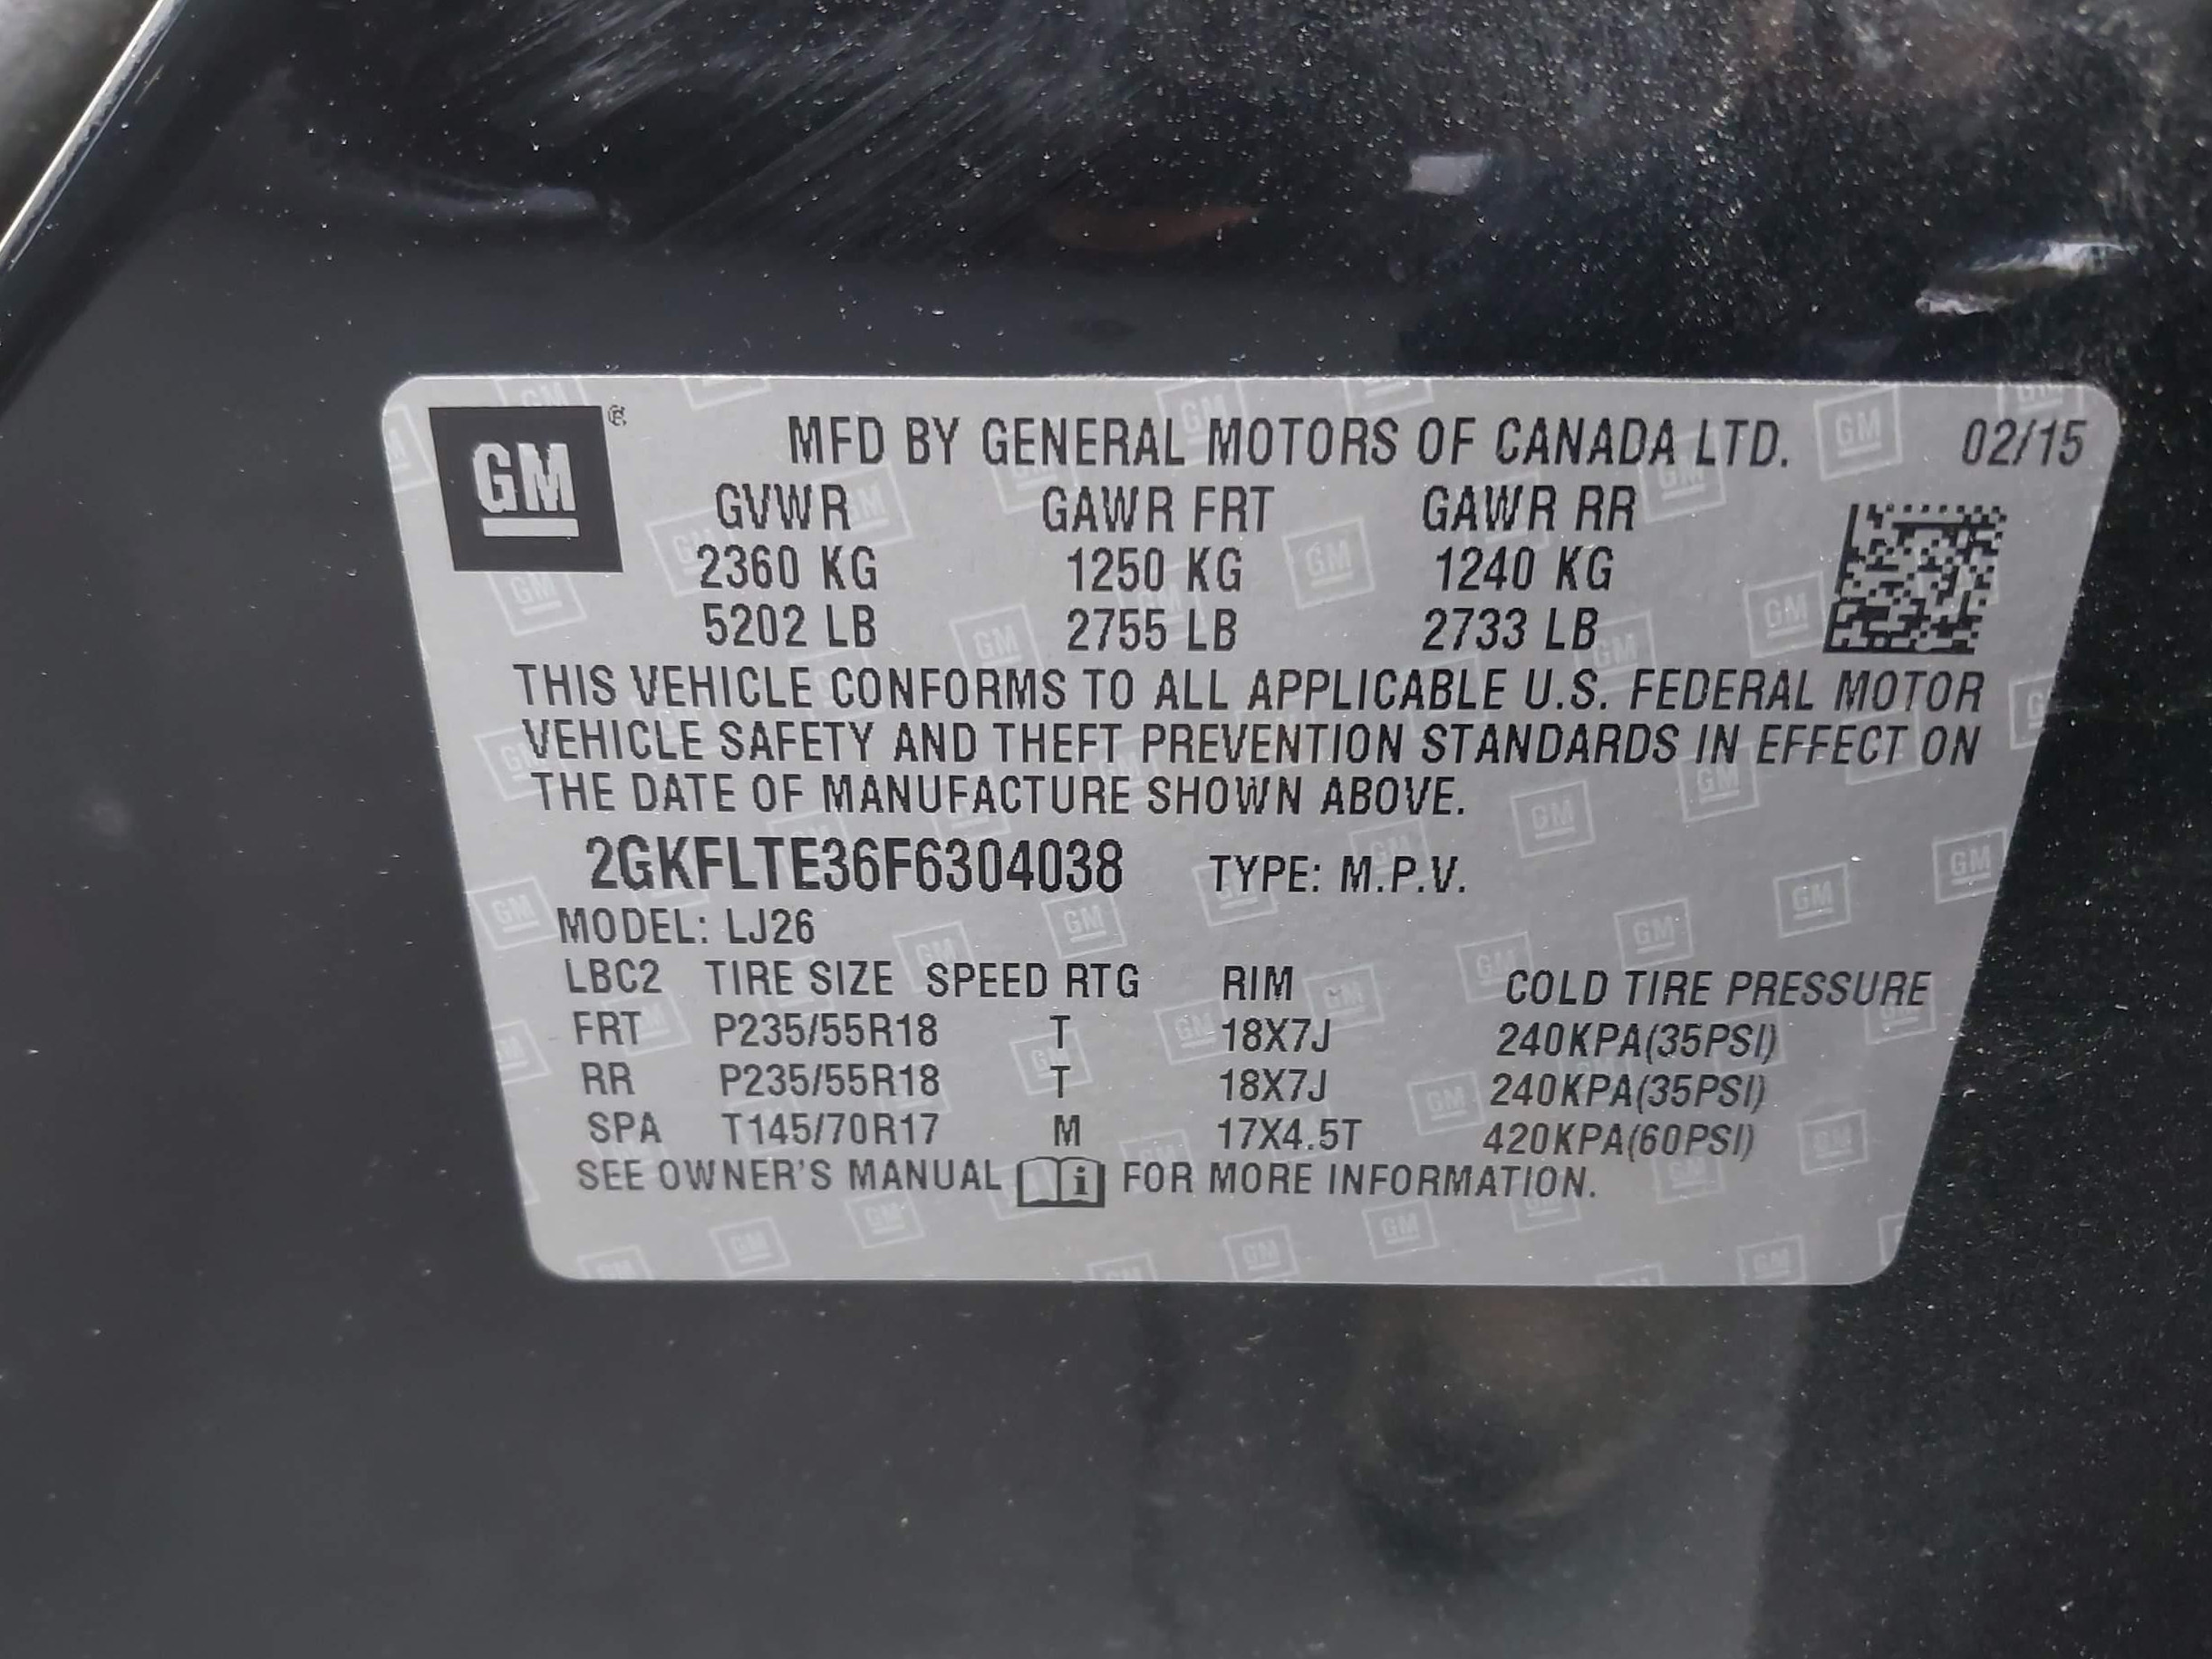 GM ®
MFD BY GENERAL MOTORS OF CANADA LTD. 02/15
GVWR GAWR FRT GAWR RR
2360 KG 1250 KG 1240 KG
5202 LB 2755 LB 2733 LB
THIS VEHICLE CONFORMS TO ALL APPLICABLE U.S. FEDERAL MOTOR
VEHICLE SAFETY AND THEFT PREVENTION STANDARDS IN EFFECT ON
THE DATE OF MANUFACTURE SHOWN ABOVE.
2GKFLTE36F6304038 TYPE: M.P.V.
MODEL: LJ26
LBC2 TIRE SIZE SPEED RTG RIM COLD TIRE PRESSURE
FRT P235/55R18 T 18X7J 240KPA(35PSI)
RR P235/55R18 T 18X7J 240KPA(35PSI)
SPA T145/70R17 M 17X4.5T 420KPA(60PSI)
SEE OWNER'S MANUAL i FOR MORE INFORMATION.